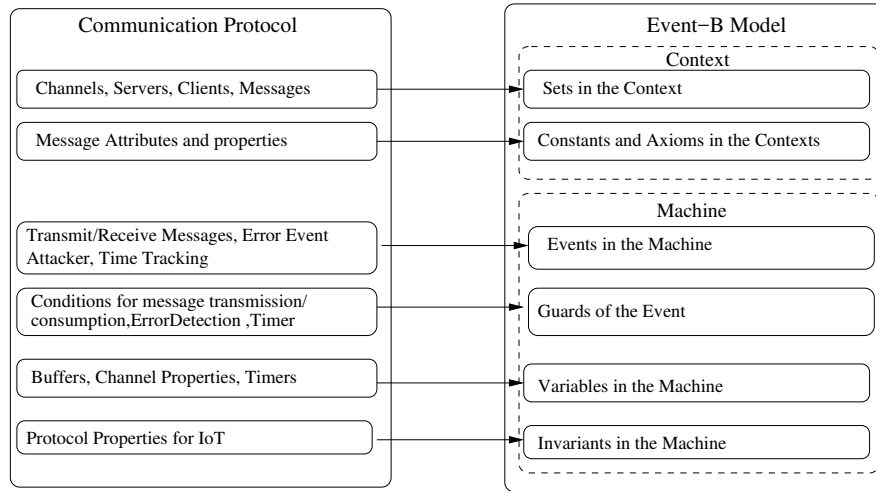 Communication Protocol
Channels, Servers, Clients, Messages
Message Attributes and properties
Transmit/Receive Messages, Error Event
Attacker, Time Tracking
Conditions for message transmission/
consumption,ErrorDetection ,Timer
Buffers, Channel Properties, Timers
Protocol Properties for IoT
Event−B Model
Context
Sets in the Context
Constants and Axioms in the Contexts
Machine
Events in the Machine
Guards of the Event
Variables in the Machine
Invariants in the Machine